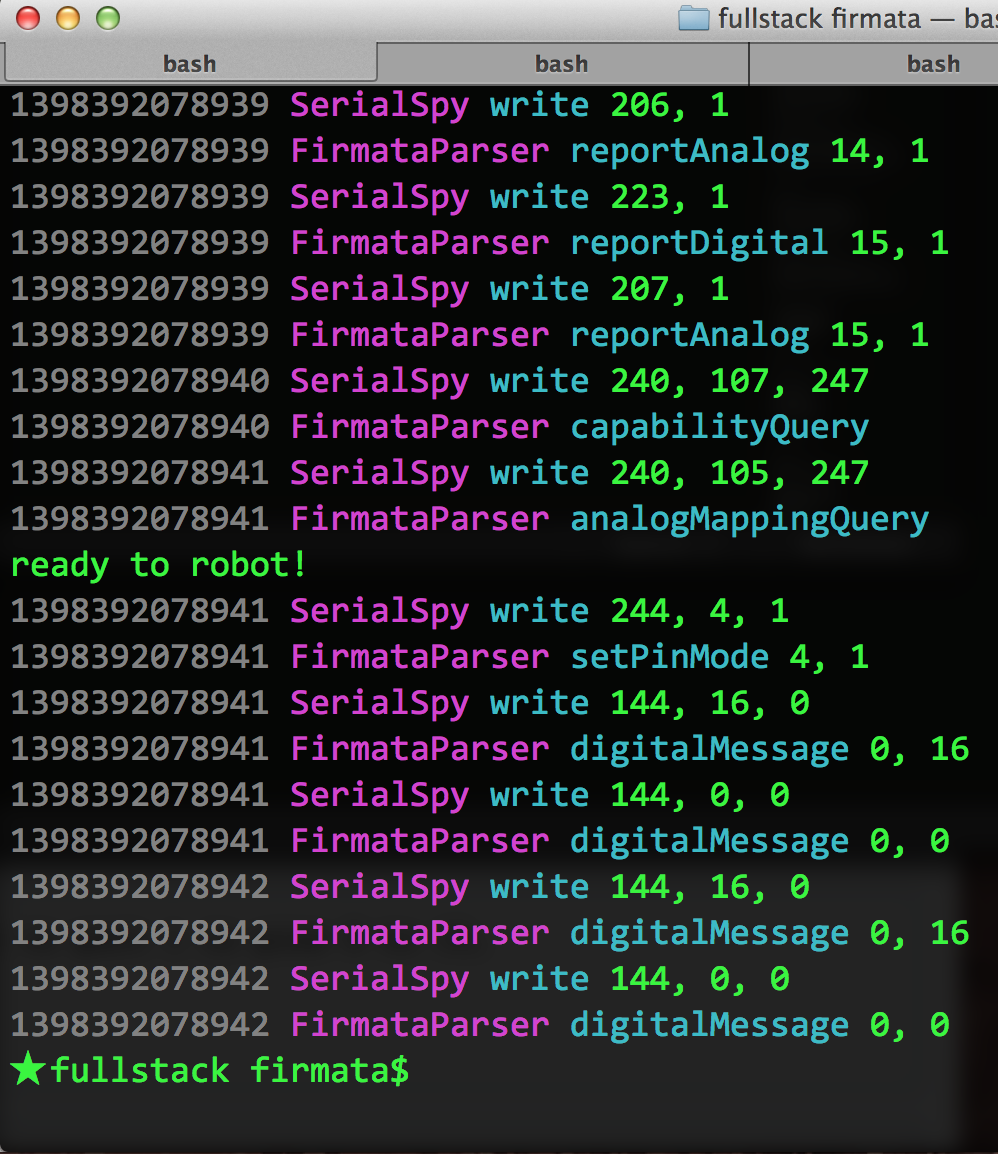 fullstack firmata — bas
bash bash bash
1398392078939 SerialSpy write 206, 1
1398392078939 FirmataParser reportAnalog 14, 1
1398392078939 SerialSpy write 223, 1
1398392078939 FirmataParser reportDigital 15, 1
1398392078939 SerialSpy write 207, 1
1398392078939 FirmataParser reportAnalog 15, 1
1398392078940 SerialSpy write 240, 107, 247
1398392078940 FirmataParser capabilityQuery
1398392078941 SerialSpy write 240, 105, 247
1398392078941 FirmataParser analogMappingQuery
ready to robot!
1398392078941 SerialSpy write 244, 4, 1
1398392078941 FirmataParser setPinMode 4, 1
1398392078941 SerialSpy write 144, 16, 0
1398392078941 FirmataParser digitalMessage 0, 16
1398392078941 SerialSpy write 144, 0, 0
1398392078941 FirmataParser digitalMessage 0, 0
1398392078942 SerialSpy write 144, 16, 0
1398392078942 FirmataParser digitalMessage 0, 16
1398392078942 SerialSpy write 144, 0, 0
1398392078942 FirmataParser digitalMessage 0, 0
★fullstack firmata$